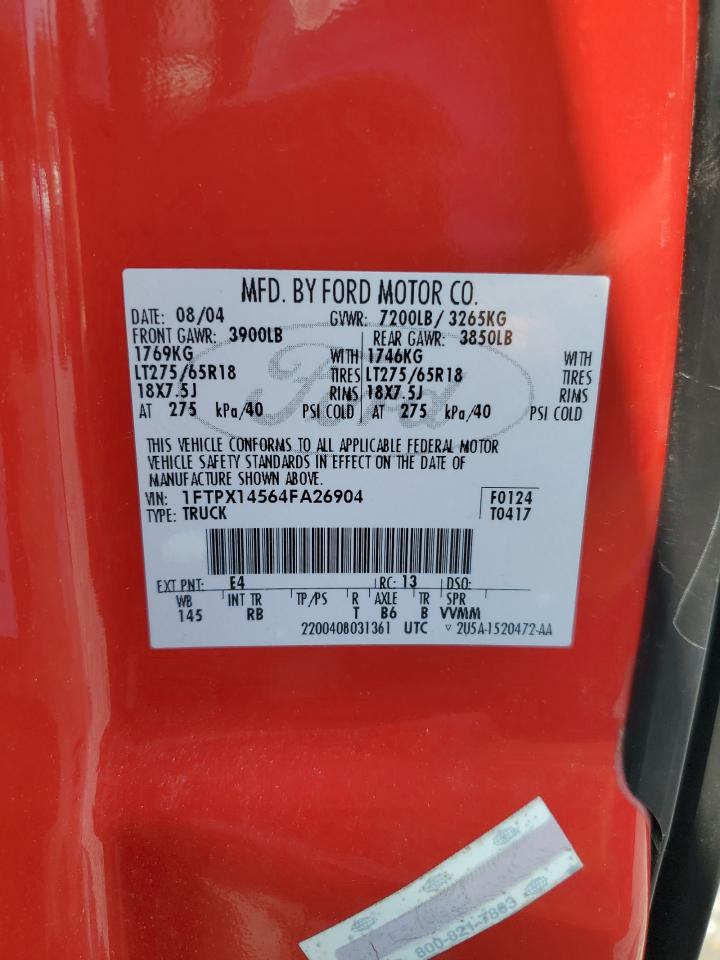 MFD. BY FORD MOTOR CO.
DATE: 08/04 GVWR: 7200LB/ 3265KG
FRONT GAWR: 3900LB REAR GAWR: 3850LB
1769KG WITH 1746KG WITH
LT275/65R18 TIRES LT275/65R18 TIRES
18X7.5J RIMS 18X7.5J RIMS
AT 275 kPa/40 PSI COLD AT 275 kPa/40 PSI COLD
Ford
THIS VEHICLE CONFORMS TO ALL APPLICABLE FEDERAL MOTOR
VEHICLE SAFETY STANDARDS IN EFFECT ON THE DATE OF
MANUFACTURE SHOWN ABOVE.
VIN: 1FTPX14564FA26904 F0124
TYPE: TRUCK T0417
EXT PNT: E4 RC: 13 DSO:
WB INT TR TP/PS R AXLE TR SPR
145 RB T B6 B VVMM
2200408031361 UTC ▿ 2U5A-1520472-AA
800-821-7883